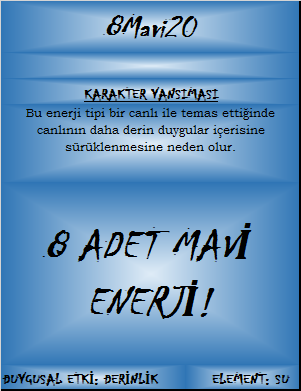 8Mavi20
KARAKTER YANSIMASI
Bu enerji tipi bir canlı ile temas ettiğinde
canlının daha derin duygular içerisine
sürüklenmesine neden olur.
8 ADET MAVİ
ENERJİ!
DUYGUSAL ETKİ: DERİNLİK
ELEMENT: SU